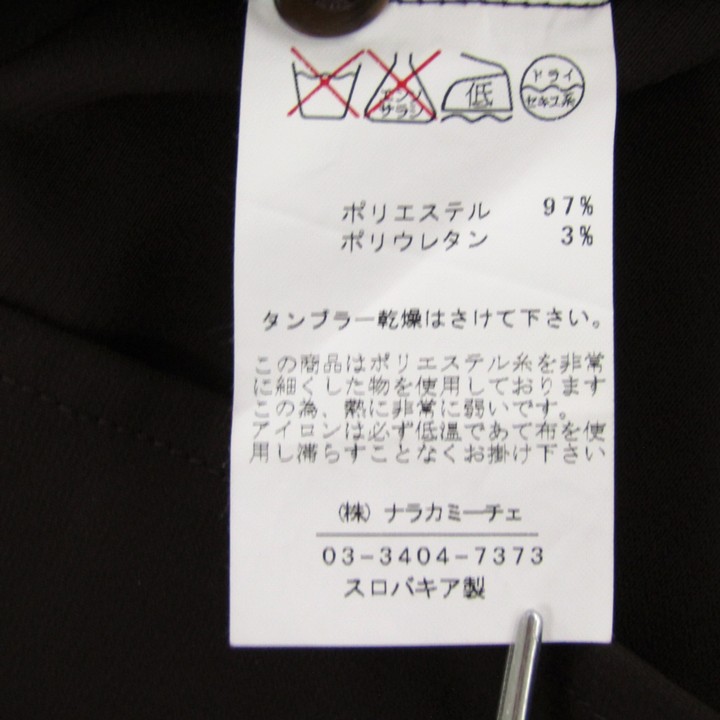 エンソ
サラシ
低
ドライ
セキユ系
ポリエステル 97%
ポリウレタン 3%
タンブラー乾燥はさけて下さい。
この商品はポリエステル糸を非常
に細くした物を使用しております
この為、熱に非常に弱いです。
アイロンは必ず低温であて布を使
用し滞らすことなくお掛け下さい
(株) ナラカミーチェ
03-3404-7373
スロバキア製